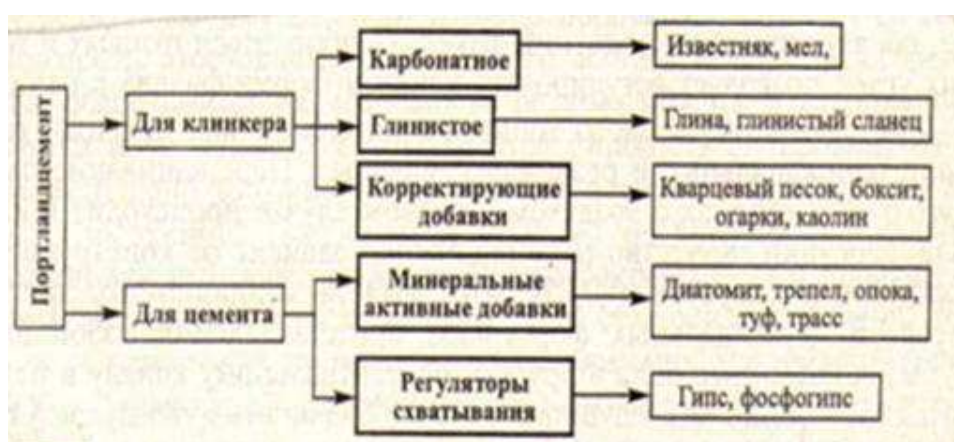 Портландцемент
Для клинкера
Карбонатное
Известняк, мел,
Глинистое
Глина, глинистый сланец
Корректирующие
добавки
Кварцевый песок, боксит,
огарки, каолин
Для цемента
Минеральные
активные добавки
Диатомит, трепел, опока,
туф, трасс
Регуляторы
схватывания
Гипс, фосфогипс